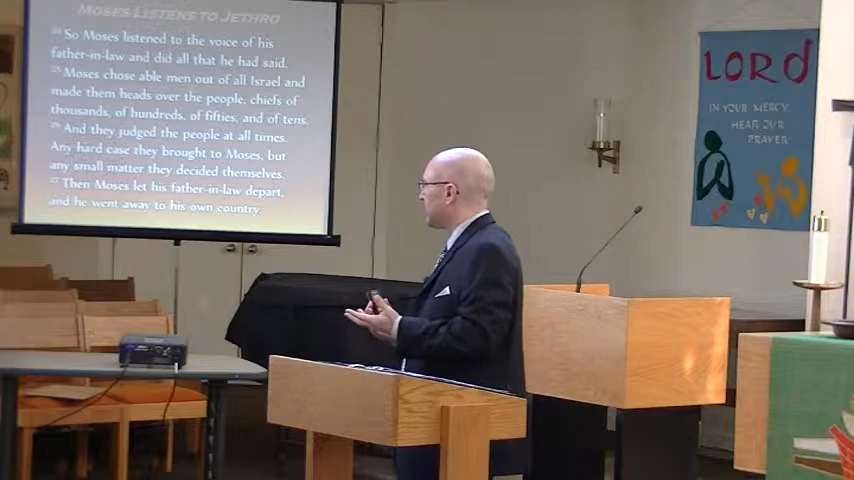 MOSES LISTENS TO JETHRO
24 So Moses listened to the voice of his
father-in-law and did all that he had said.
25 Moses chose able men out of all Israel and
made them heads over the people, chiefs of
thousands, of hundreds, of fifties, and of tens.
26 And they judged the people at all times.
Any hard case they brought to Moses, but
any small matter they decided themselves.
27 Then Moses let his father-in-law depart,
and he went away to his own country.
LORD
IN YOUR MERCY,
HEAR OUR
PRAYER